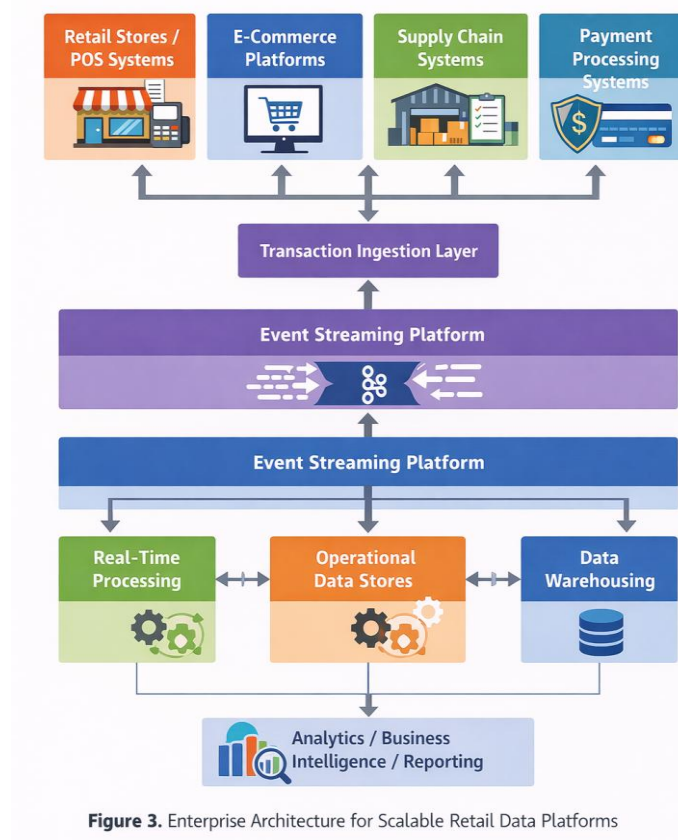 Retail Stores /
POS Systems
E-Commerce
Platforms
Supply Chain
Systems
Payment
Processing
Systems
$
Transaction Ingestion Layer
Event Streaming Platform
Event Streaming Platform
Real-Time
Processing
Operational
Data Stores
Data
Warehousing
Analytics / Business
Intelligence / Reporting
Figure 3. Enterprise Architecture for Scalable Retail Data Platforms